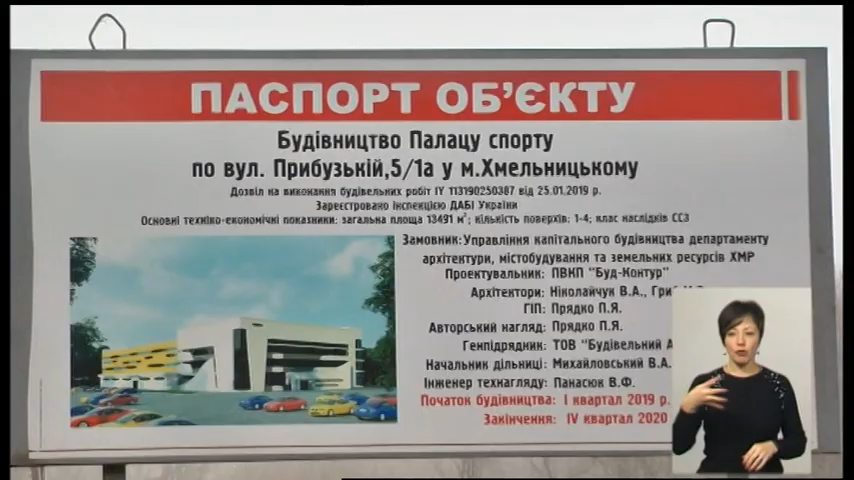 ПАСПОРТ ОБ'ЄКТУ
Будівництво Палацу спорту
по вул. Прибузькій,5/1а у м.Хмельницькому
Дозвіл на виконання будівельних робіт ІУ 113190250387 від 25.01.2019 р.
Зареєстровано інспекцією ДАБІ України
Основні техніко-економічні показники: загальна площа 13491 м²; кількість поверхів: 1-4; клас наслідків СС3
Замовник:Управління капітального будівництва департаменту
архітектури, містобудування та земельних ресурсів ХМР
Проектувальник: ПВКП "Буд-Контур"
Архітектори: Ніколайчук В.А.,
ГІП: Прядко П.Я.
Авторський нагляд: Прядко П.Я.
Генпідрядник: ТОВ "Будівельний
Начальник дільниці: Михайловський В.А.
Інженер технагляду: Панасюк В.Ф.
Початок будівництва: І квартал 2019 р.
Закінчення: ІV квартал 2020